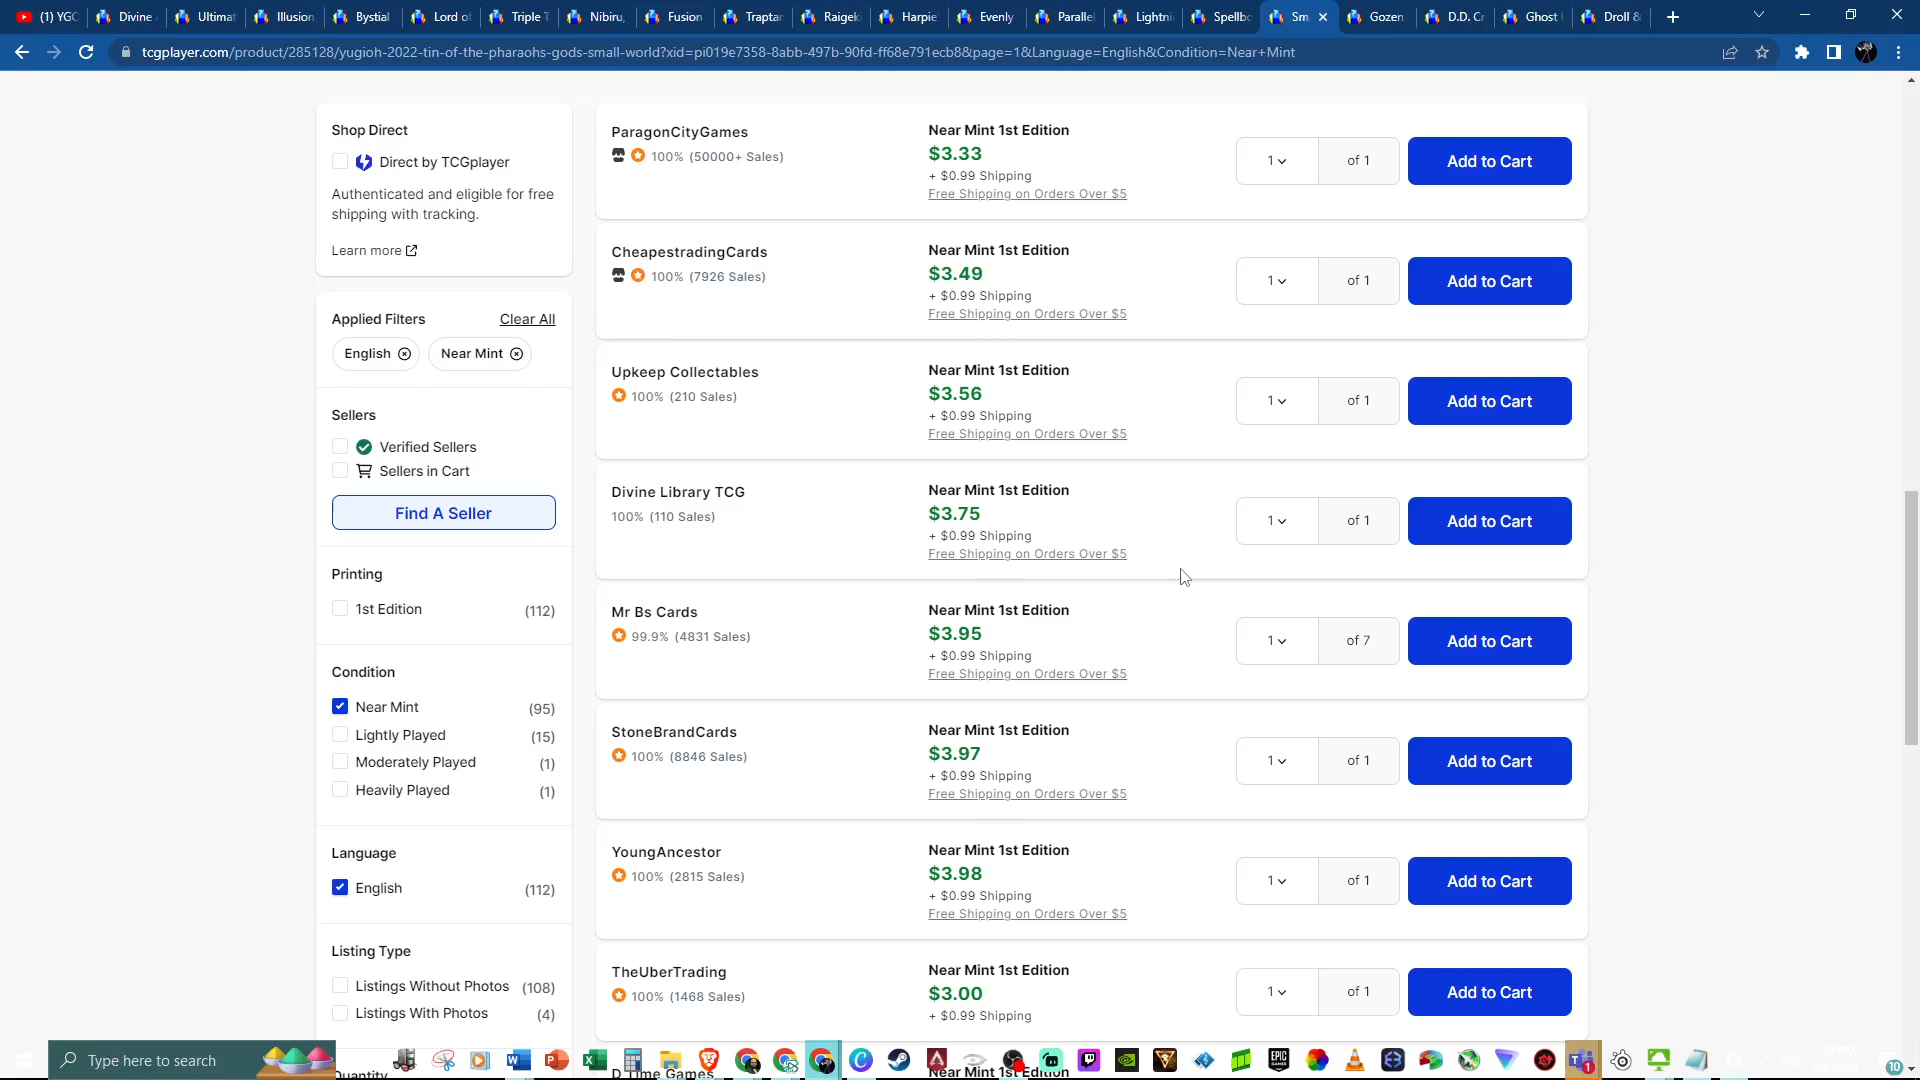 (1) YGC
Divine
Ultimat
Illusion
Bystial
Lord of
Triple T
Nibiru,
Fusion
Traptar
Raigek
Harpie'
Evenly
Parallel
Lightni
Spellbo
Sma
Gozen
D.D. Cr
Ghost
Droll &
tcgplayer.com/product/285128/yugioh-2022-tin-of-the-pharaohs-gods-small-world?xid=pi019e7358-8abb-497b-90fd-ff68e791ecb8&page=1&Language=English&Condition=Near+Mint
Shop Direct
Direct by TCGplayer
Authenticated and eligible for free
shipping with tracking.
Learn more
Applied Filters
Clear All
English
Near Mint
Sellers
Verified Sellers
Sellers in Cart
Find A Seller
Printing
1st Edition (112)
Condition
Near Mint (95)
Lightly Played (15)
Moderately Played (1)
Heavily Played (1)
Language
English (112)
Listing Type
Listings Without Photos (108)
Listings With Photos (4)
Quantity
ParagonCityGames
100% (50000+ Sales)
Near Mint 1st Edition
$3.33
+ $0.99 Shipping
Free Shipping on Orders Over $5
1 of 1
Add to Cart
CheapestradingCards
100% (7926 Sales)
Near Mint 1st Edition
$3.49
+ $0.99 Shipping
Free Shipping on Orders Over $5
1 of 1
Add to Cart
Upkeep Collectables
100% (210 Sales)
Near Mint 1st Edition
$3.56
+ $0.99 Shipping
Free Shipping on Orders Over $5
1 of 1
Add to Cart
Divine Library TCG
100% (110 Sales)
Near Mint 1st Edition
$3.75
+ $0.99 Shipping
Free Shipping on Orders Over $5
1 of 1
Add to Cart
Mr Bs Cards
99.9% (4831 Sales)
Near Mint 1st Edition
$3.95
+ $0.99 Shipping
Free Shipping on Orders Over $5
1 of 7
Add to Cart
StoneBrandCards
100% (8846 Sales)
Near Mint 1st Edition
$3.97
+ $0.99 Shipping
Free Shipping on Orders Over $5
1 of 1
Add to Cart
YoungAncestor
100% (2815 Sales)
Near Mint 1st Edition
$3.98
+ $0.99 Shipping
Free Shipping on Orders Over $5
1 of 1
Add to Cart
TheUberTrading
100% (1468 Sales)
Near Mint 1st Edition
$3.00
+ $0.99 Shipping
1 of 1
Add to Cart
D Time Games
Near Mint 1st Edition
Type here to search
1
10